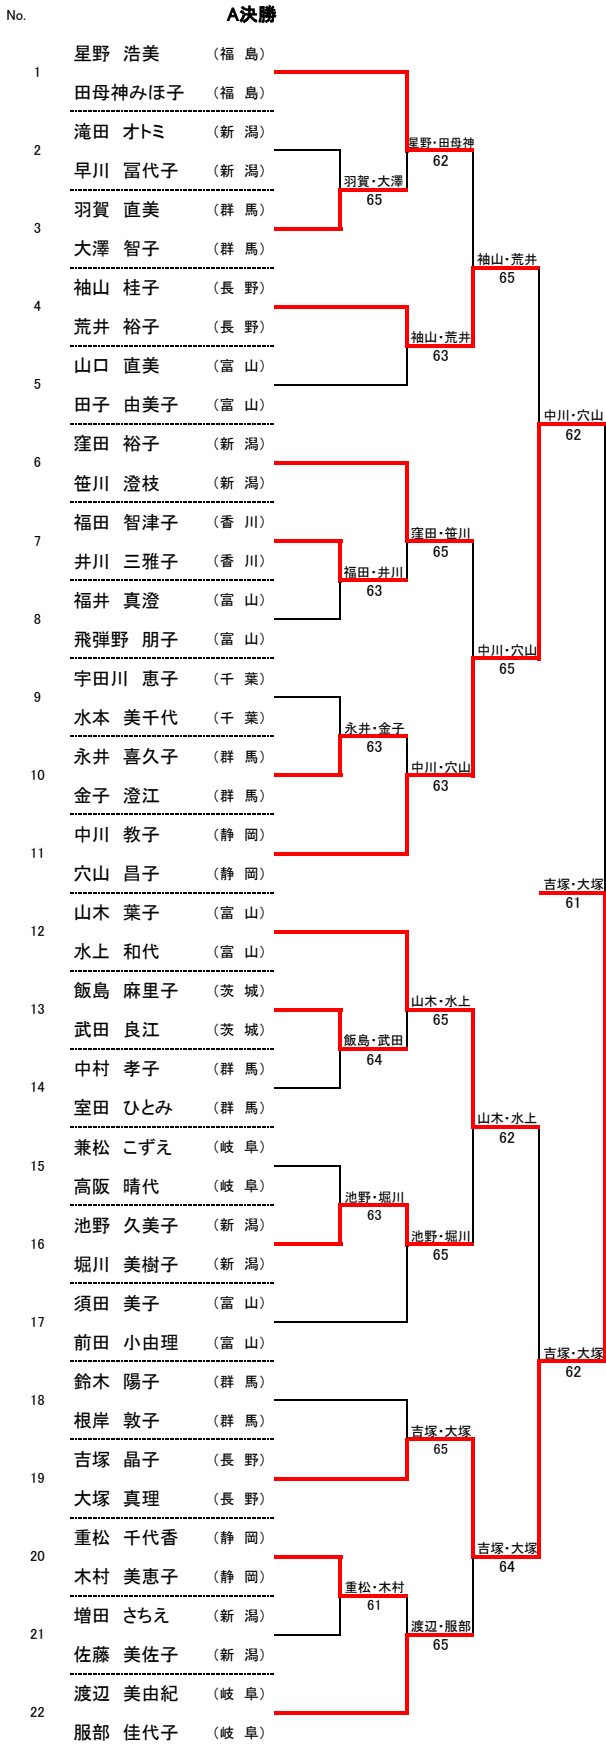 No.
A決勝
1
星野 浩美 （福 島）
田母神みほ子 （福 島）
2
滝田 オトミ （新 潟）
早川 冨代子 （新 潟）
3
羽賀 直美 （群 馬）
大澤 智子 （群 馬）
4
袖山 桂子 （長 野）
荒井 裕子 （長 野）
5
山口 直美 （富 山）
田子 由美子 （富 山）
6
窪田 裕子 （新 潟）
笹川 澄枝 （新 潟）
7
福田 智津子 （香 川）
井川 三雅子 （香 川）
8
福井 真澄 （富 山）
飛弾野 朋子 （富 山）
9
宇田川 恵子 （千 葉）
水本 美千代 （千 葉）
10
永井 喜久子 （群 馬）
金子 澄江 （群 馬）
11
中川 教子 （静 岡）
穴山 昌子 （静 岡）
12
山木 葉子 （富 山）
水上 和代 （富 山）
13
飯島 麻里子 （茨 城）
武田 良江 （茨 城）
14
中村 孝子 （群 馬）
室田 ひとみ （群 馬）
15
兼松 こずえ （岐 阜）
高阪 晴代 （岐 阜）
16
池野 久美子 （新 潟）
堀川 美樹子 （新 潟）
17
須田 美子 （富 山）
前田 小由理 （富 山）
18
鈴木 陽子 （群 馬）
根岸 敦子 （群 馬）
19
吉塚 晶子 （長 野）
大塚 真理 （長 野）
20
重松 千代香 （静 岡）
木村 美恵子 （静 岡）
21
増田 さちえ （新 潟）
佐藤 美佐子 （新 潟）
22
渡辺 美由紀 （岐 阜）
服部 佳代子 （岐 阜）
羽賀・大澤
65
福田・井川
63
永井・金子
63
飯島・武田
64
池野・堀川
63
重松・木村
61
星野・田母神
62
袖山・荒井
63
窪田・笹川
65
中川・穴山
63
山木・水上
65
池野・堀川
65
吉塚・大塚
65
渡辺・服部
65
袖山・荒井
65
中川・穴山
65
山木・水上
62
吉塚・大塚
64
中川・穴山
62
吉塚・大塚
62
吉塚・大塚
61